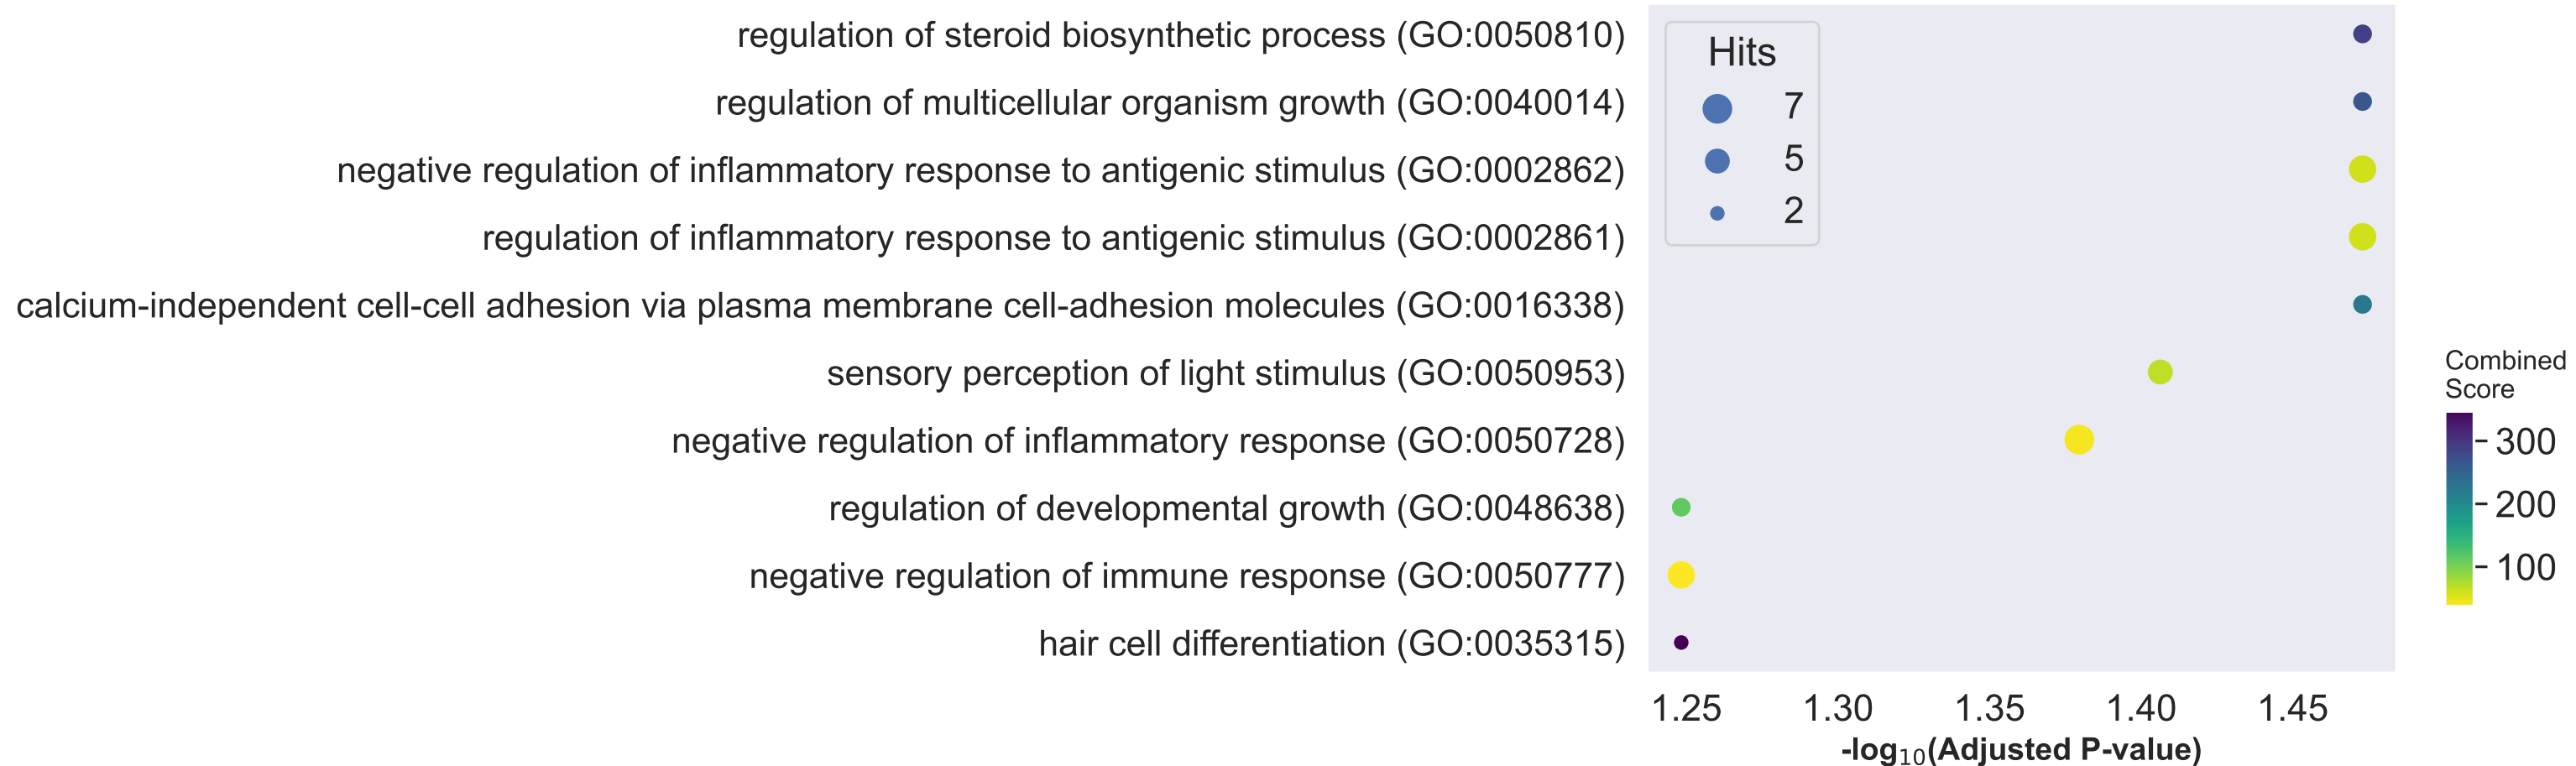 regulation of steroid biosynthetic process (GO:0050810)
regulation of multicellular organism growth (GO:0040014)
negative regulation of inflammatory response to antigenic stimulus (GO:0002862)
regulation of inflammatory response to antigenic stimulus (GO:0002861)
calcium-independent cell-cell adhesion via plasma membrane cell-adhesion molecules (GO:0016338)
sensory perception of light stimulus (GO:0050953)
negative regulation of inflammatory response (GO:0050728)
regulation of developmental growth (GO:0048638)
negative regulation of immune response (GO:0050777)
hair cell differentiation (GO:0035315)
Hits
7
5
2
1.25 1.30 1.35 1.40 1.45
-log₁₀(Adjusted P-value)
Combined
Score
300
200
100